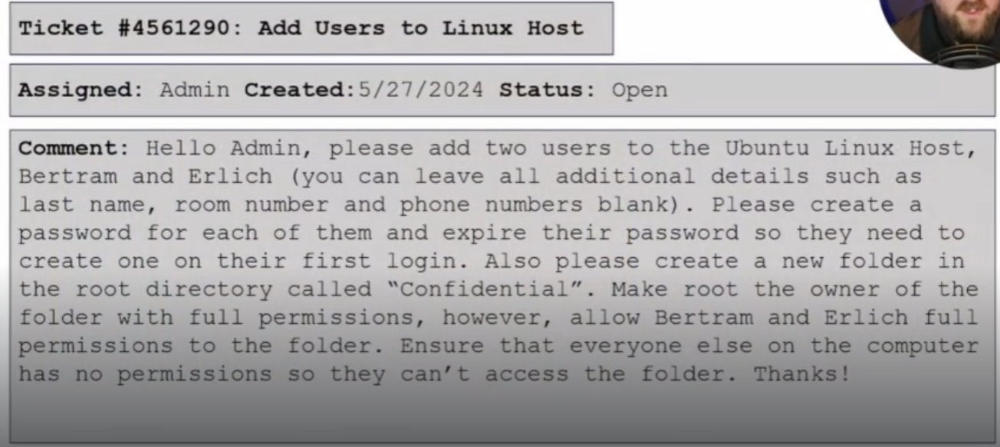 Ticket #4561290: Add Users to Linux Host
Assigned: Admin Created:5/27/2024 Status: Open
Comment: Hello Admin, please add two users to the Ubuntu Linux Host,
Bertram and Erlich (you can leave all additional details such as
last name, room number and phone numbers blank). Please create a
password for each of them and expire their password so they need to
create one on their first login. Also please create a new folder in
the root directory called “Confidential”. Make root the owner of the
folder with full permissions, however, allow Bertram and Erlich full
permissions to the folder. Ensure that everyone else on the computer
has no permissions so they can’t access the folder. Thanks!